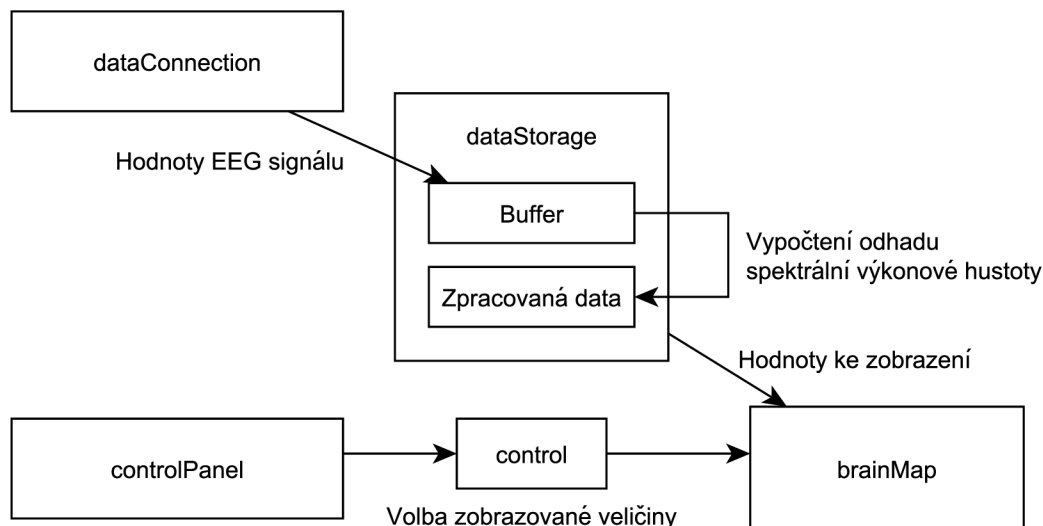 dataConnection
dataStorage
Hodnoty EEG signálu
Buffer
Vypočtení odhadu
spektrální výkonové hustoty
Zpracovaná data
Hodnoty ke zobrazení
controlPanel
control
brainMap
Volba zobrazované veličiny